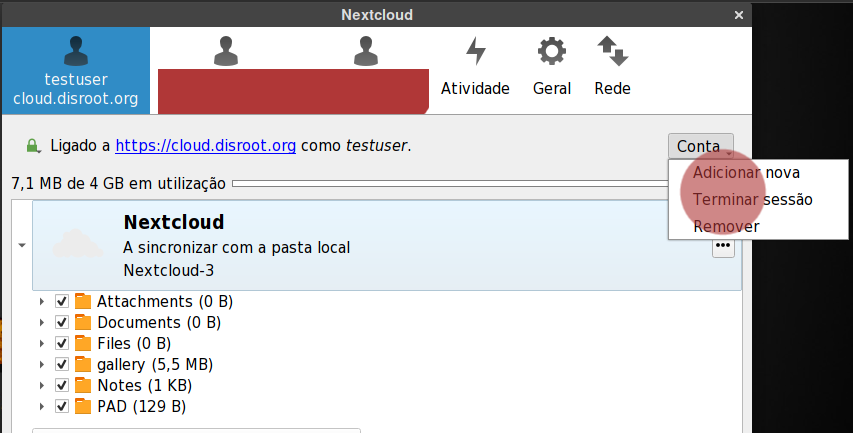 Nextcloud
testuser
cloud.disroot.org
Atividade
Geral
Rede
Ligado a https://cloud.disroot.org como testuser.
Conta
Adicionar nova
Terminar sessão
Remover
7,1 MB de 4 GB em utilização
Nextcloud
A sincronizar com a pasta local
Nextcloud-3
Attachments (0 B)
Documents (0 B)
Files (0 B)
gallery (5,5 MB)
Notes (1 KB)
PAD (129 B)